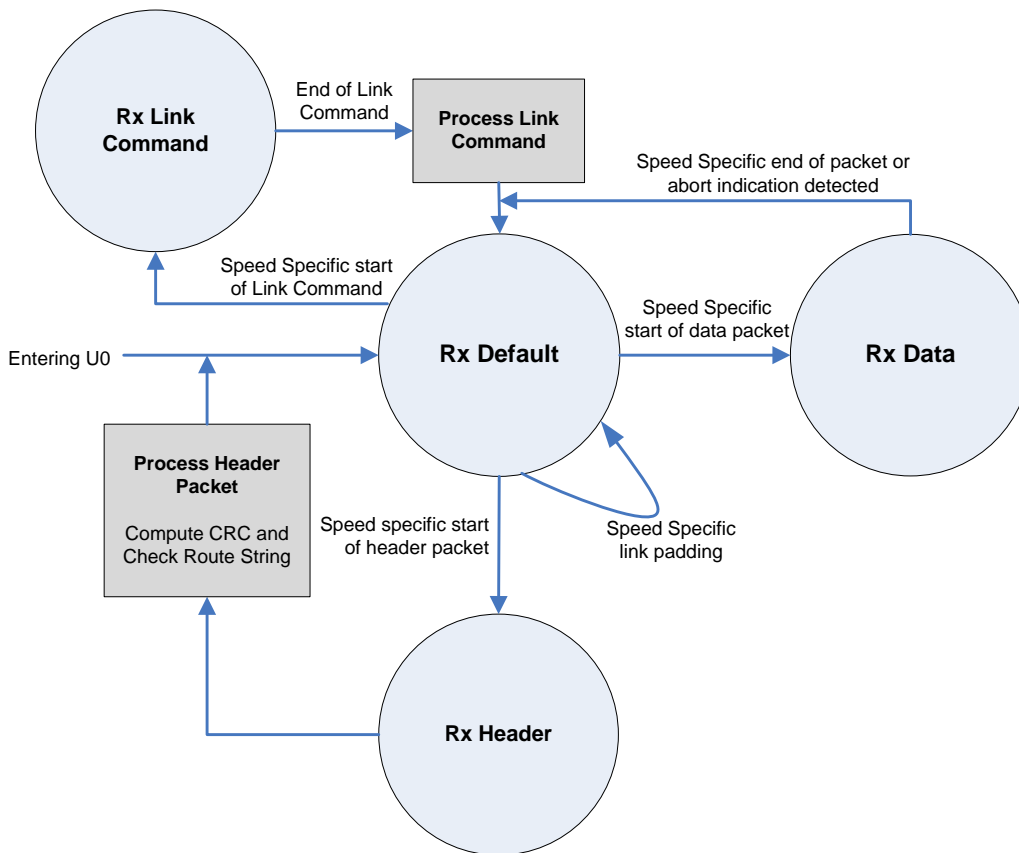 Rx Link
Command
End of Link
Command
Process Link
Command
Speed Specific end of packet or
abort indication detected
Speed Specific start
of Link Command
Speed Specific
start of data packet
Entering U0
Rx Default
Rx Data
Process Header
Packet
Compute CRC and
Check Route String
Speed specific start
of header packet
Speed Specific
link padding
Rx Header